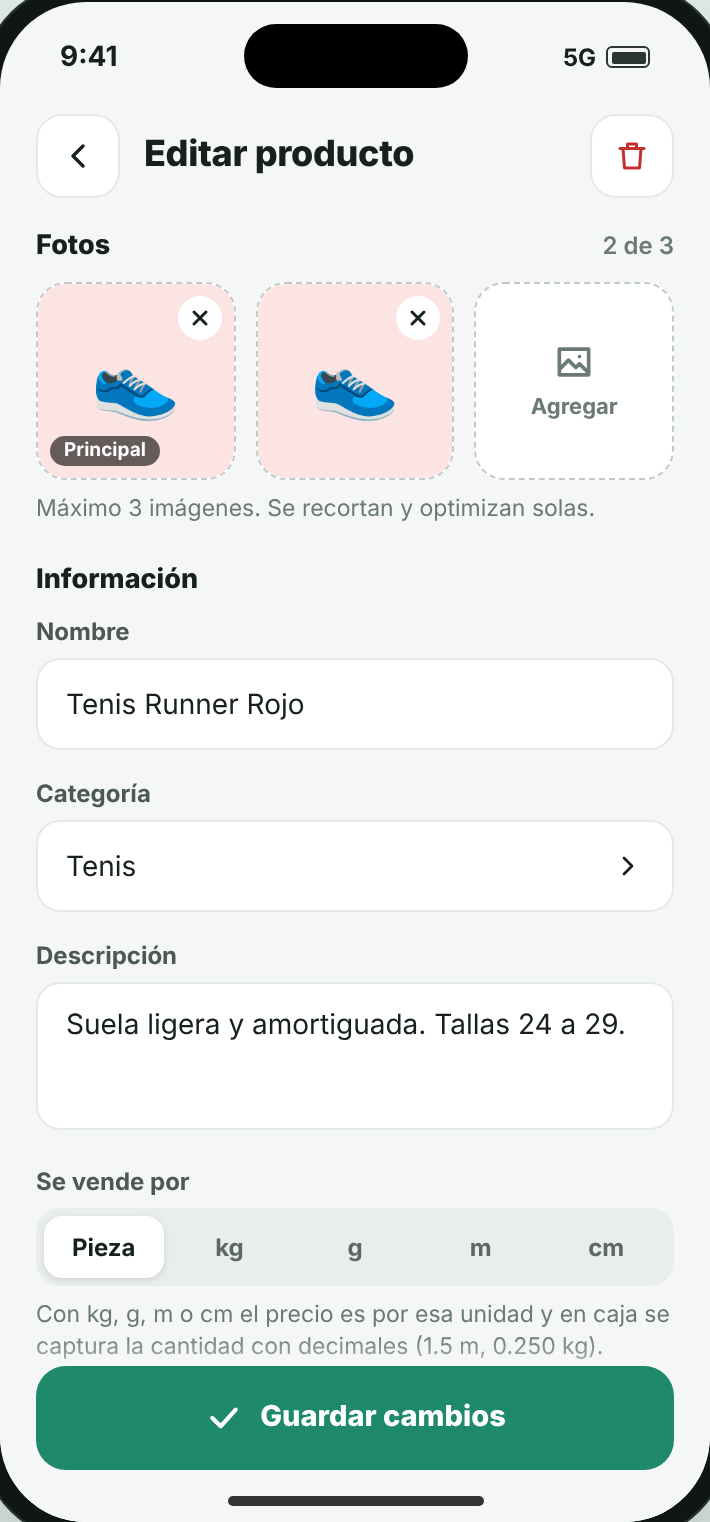 9:41
5G
Editar producto
Fotos
2 de 3
Principal
Agregar
Máximo 3 imágenes. Se recortan y optimizan solas.
Información
Nombre
Tenis Runner Rojo
Categoría
Tenis
Descripción
Suela ligera y amortiguada. Tallas 24 a 29.
Se vende por
Pieza kg g m cm
Con kg, g, m o cm el precio es por esa unidad y en caja se
captura la cantidad con decimales (1.5 m, 0.250 kg).
Guardar cambios